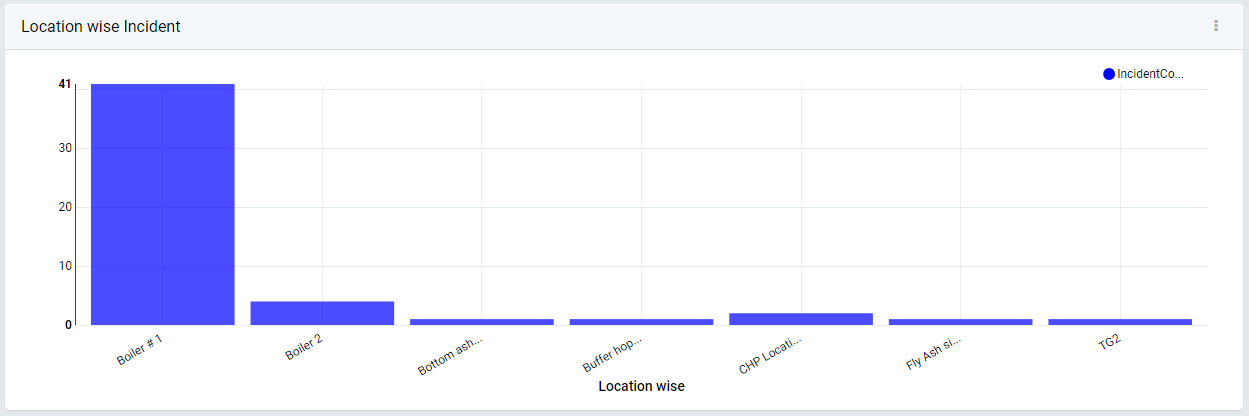 Location wise Incident
IncidentCo...
41
30
20
10
0
Boiler # 1
Boiler 2
Bottom ash...
Buffer hop...
CHP Locati...
Fly Ash si...
TG2
Location wise